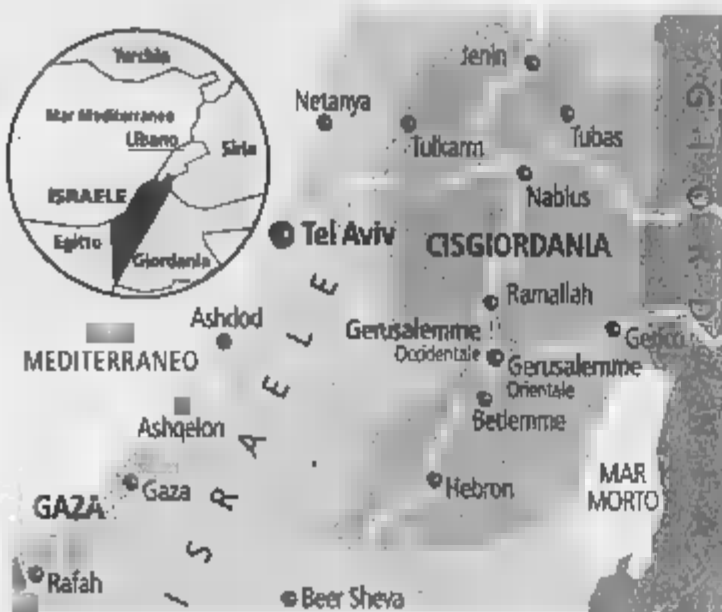 Turchia
Mar Mediterraneo
Libano
Siria
ISRAELE
Egitto
Giordania
Jenin
Netanya
Tulkarm
Tubas
Nablus
Tel Aviv
CISGIORDANIA
Ramallah
Ashdod
Gerusalemme
Occidentale
Gerico
MEDITERRANEO
Gerusalemme
Orientale
Betlemme
Ashqelon
ISRAELE
Hebron
MAR
MORTO
GAZA
Gaza
Rafah
Beer Sheva